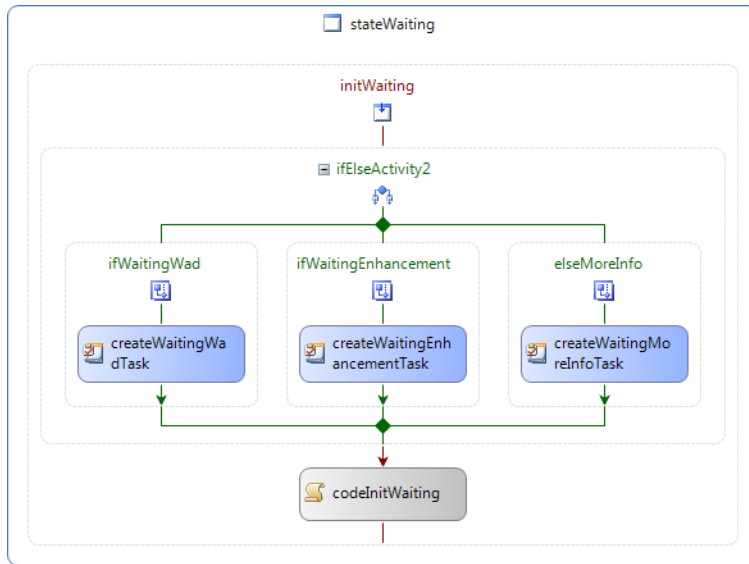 stateWaiting
initWaiting
ifElseActivity2
ifWaitingWad
ifWaitingEnhancement
elseMoreInfo
createWaitingWa
dTask
createWaitingEnh
ancementTask
createWaitingMo
reInfoTask
codeInitWaiting